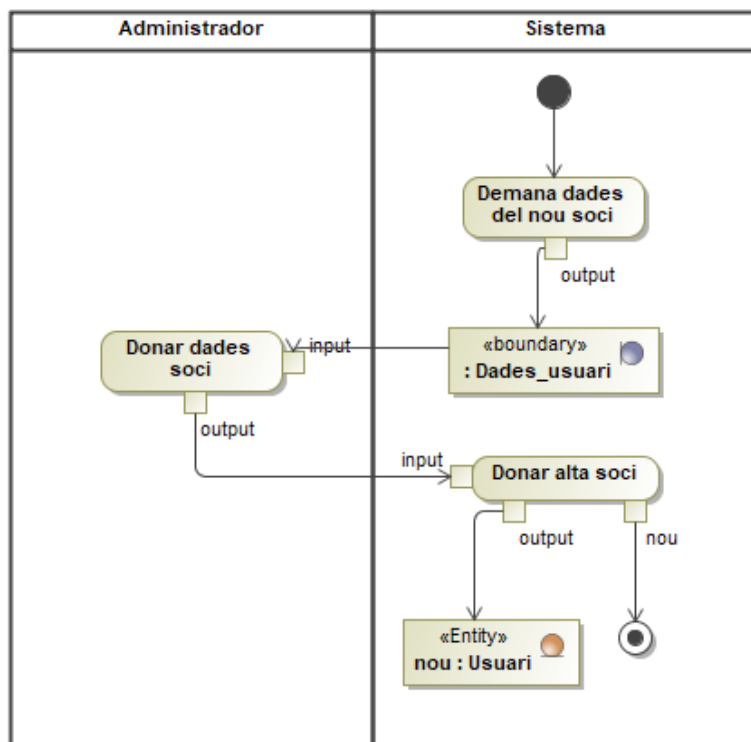 Administrador
Sistema
Demana dades
del nou soci
output
«boundary»
: Dades_usuari
input
Donar dades
soci
output
input
Donar alta soci
output
nou
«Entity»
nou : Usuari